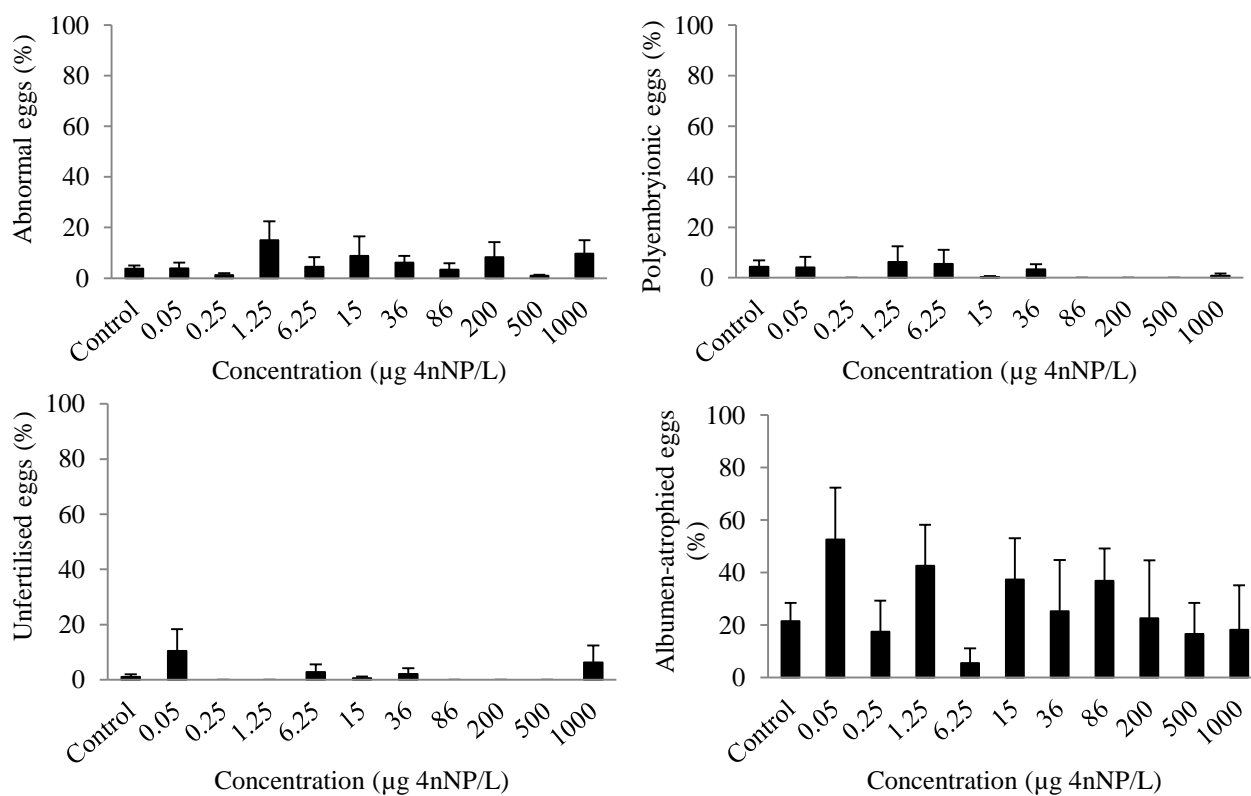 Abnormal eggs (%)
100
80
60
40
20
0
Control 0.05 0.25 1.25 6.25 15 36 86 200 500 1000
Concentration (µg 4nNP/L)
Polyembryionic eggs (%)
100
80
60
40
20
0
Control 0.05 0.25 1.25 6.25 15 36 86 200 500 1000
Concentration (µg 4nNP/L)
Unfertilised eggs (%)
100
80
60
40
20
0
Control 0.05 0.25 1.25 6.25 15 36 86 200 500 1000
Concentration (µg 4nNP/L)
Albumen-atrophied eggs
(%)
100
80
60
40
20
0
Control 0.05 0.25 1.25 6.25 15 36 86 200 500 1000
Concentration (µg 4nNP/L)